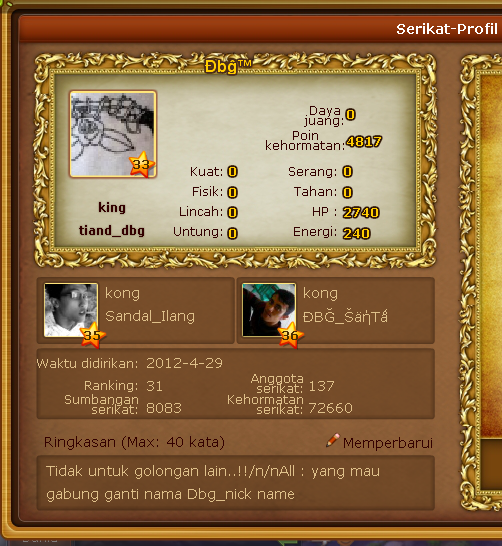 Serikat-Profil
Ðbğ™
33
Daya juang: 0
Poin kehormatan: 4817
Kuat: 0 Serang: 0
Fisik: 0 Tahan: 0
Lincah: 0 HP : 2740
Untung: 0 Energi: 240
king
tiand_dbg
kong
Sandal_Ilang
35
kong
36
Waktu didirikan: 2012-4-29
Ranking: 31 Anggota serikat: 137
Sumbangan serikat: 8083 Kehormatan serikat: 72660
Ringkasan (Max: 40 kata) Memperbarui
Tidak untuk golongan lain..!!/n/nAll : yang mau
gabung ganti nama Dbg_nick name